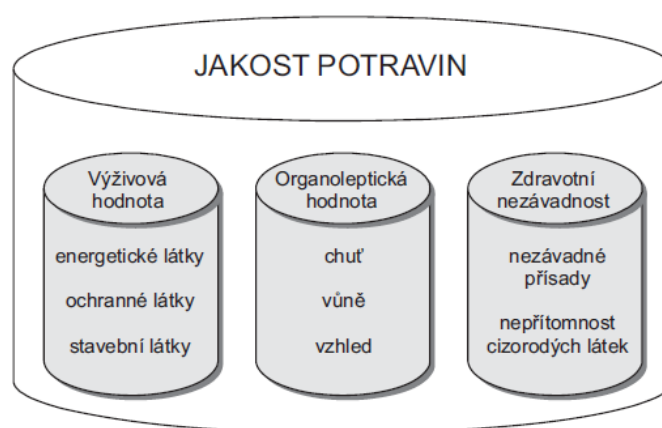 JAKOST POTRAVIN
Výživová
hodnota
energetické látky
ochranné látky
stavební látky
Organoleptická
hodnota
chuť
vůně
vzhled
Zdravotní
nezávadnost
nezávadné
přísady
nepřítomnost
cizorodých látek